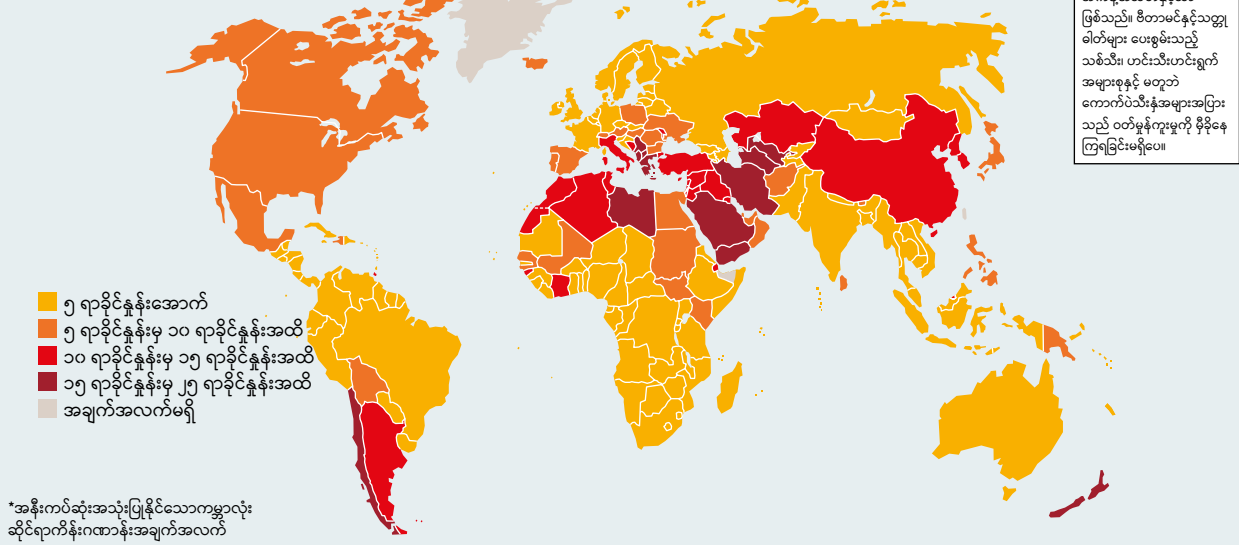 ဖြစ်သည်။ ဗီတာမင်နှင့်သတ္တု
ဓါတ်များ ပေးစွမ်းသည့်
သစ်သီး၊ ဟင်းသီးဟင်းရွက်
အများစုနှင့် မတူဘဲ
ကောက်ပဲသီးနှံအများအပြား
သည် ဝတ်မှုန်ကူးမှုကို မှီခိုနေ
ကြရခြင်းမရှိပေ။
၅ ရာခိုင်နှုန်းအောက်
၅ ရာခိုင်နှုန်းမှ ၁၀ ရာခိုင်နှုန်းအထိ
၁၀ ရာခိုင်နှုန်းမှ ၁၅ ရာခိုင်နှုန်းအထိ
၁၅ ရာခိုင်နှုန်းမှ ၂၅ ရာခိုင်နှုန်းအထိ
အချက်အလက်မရှိ
*အနီးကပ်ဆုံးအသုံးပြုနိုင်သောကမ္ဘာလုံး
ဆိုင်ရာကိန်းဂဏာန်းအချက်အလက်